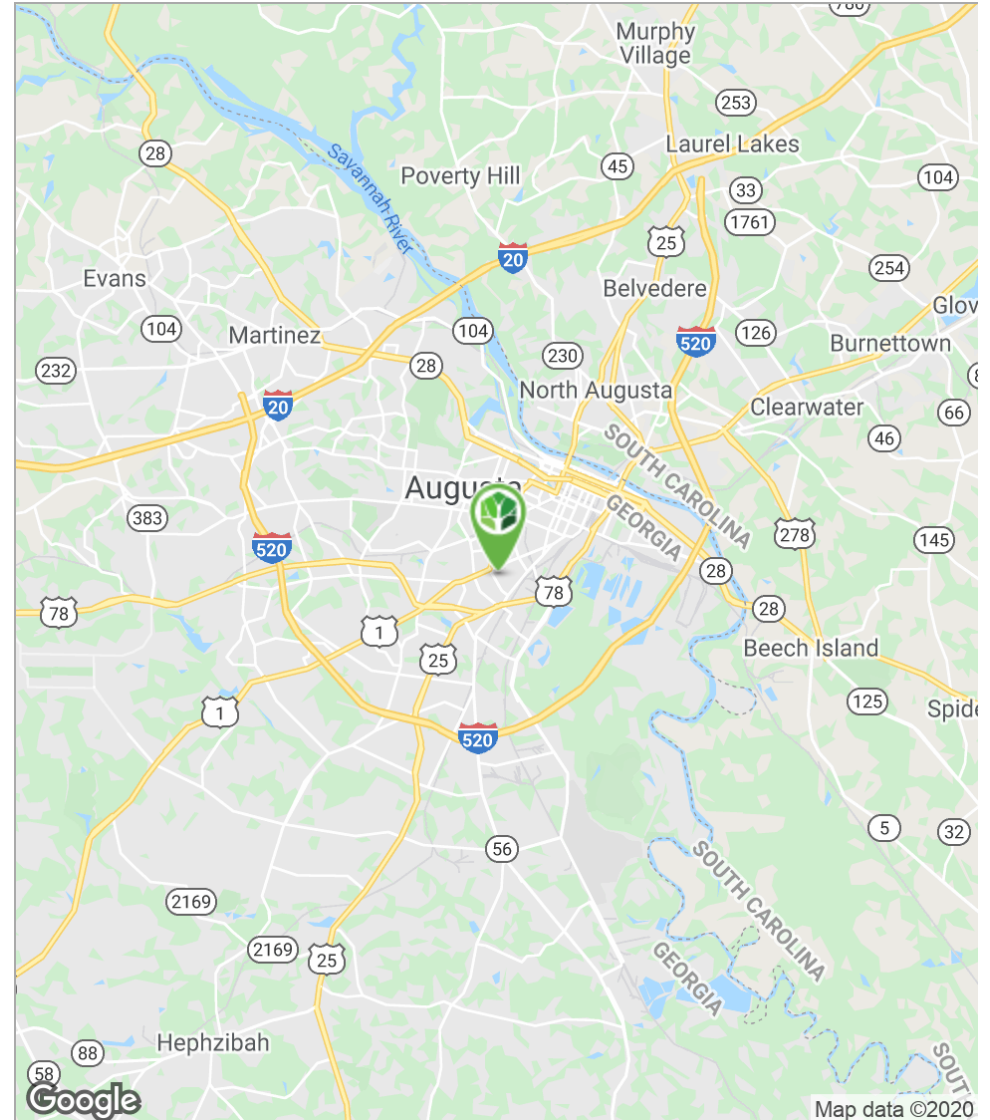 Murphy
Village
253
Laurel Lakes
28
45
104
Savannah River
Poverty Hill
33
1761
25
20
254
Evans
Belvedere
104
Martinez
104
126
520
Burnettown
28
230
232
North Augusta
20
Clearwater
66
46
SOUTH CAROLINA
Augusta
GEORGIA
383
278
145
520
28
78
78
28
1
Beech Island
25
125
1
520
5
32
56
SOUTH CAROLINA
2169
2169
25
GEORGIA
Hephzibah
88
58
Google
Map data ©2020